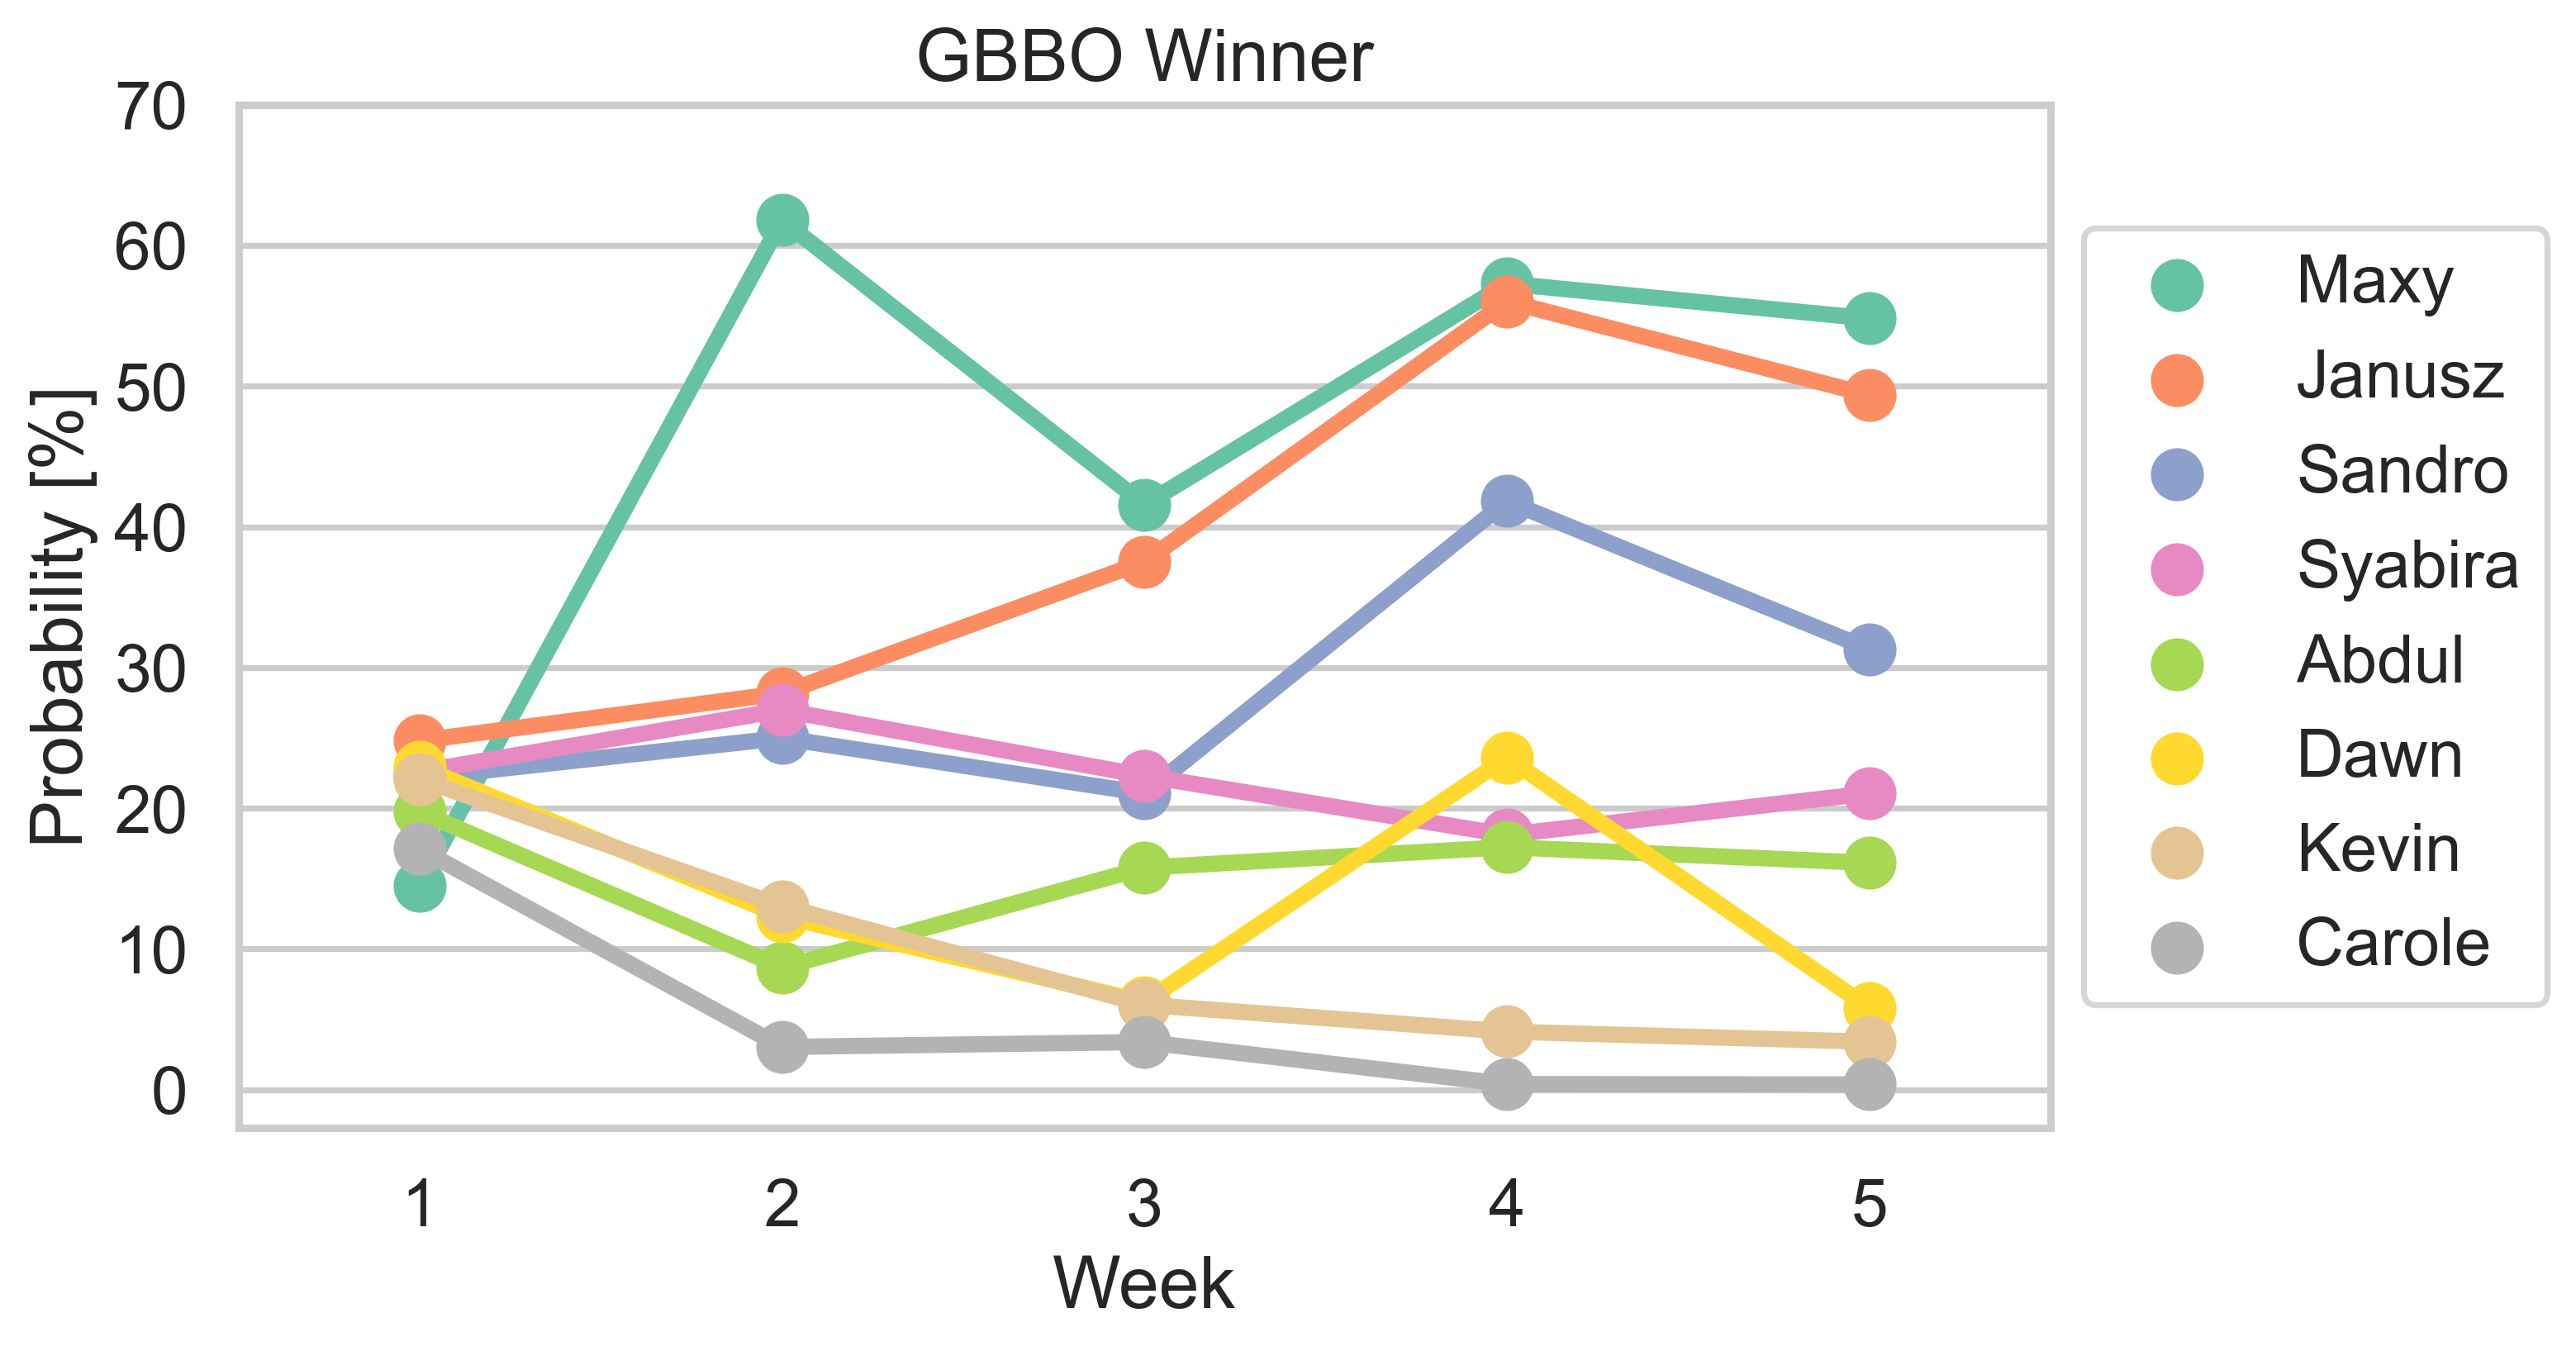 GBBO Winner
Probability [%]
70
60
50
40
30
20
10
0
1 2 3 4 5
Week
Maxy
Janusz
Sandro
Syabira
Abdul
Dawn
Kevin
Carole